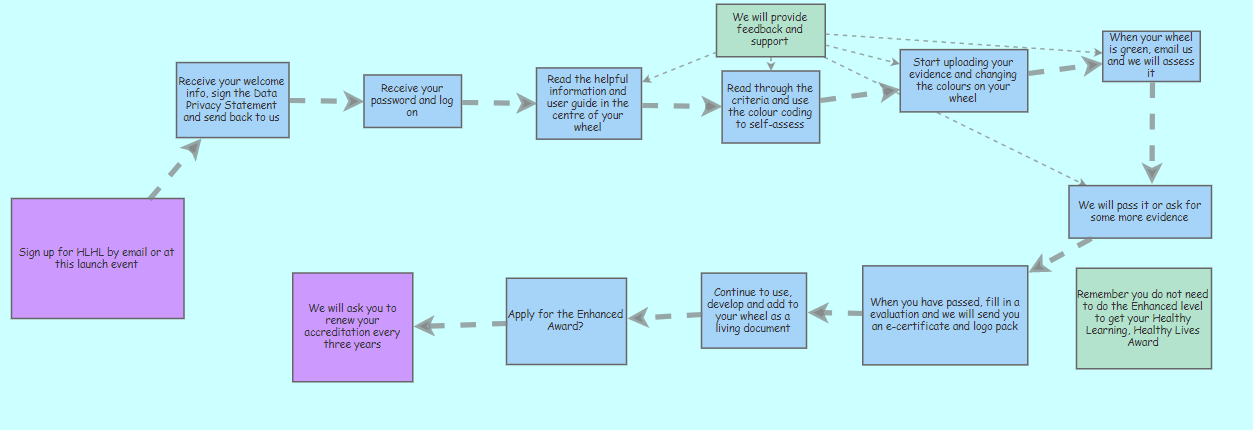 We will provide
feedback and
support
When your wheel
is green, email us
and we will assess
it
Start uploading your
evidence and changing
the colours on your
wheel
Receive your welcome
info, sign the Data
Privacy Statement
and send back to us
Receive your
password and log
on
Read the helpful
information and
user guide in the
centre of your
wheel
Read through the
criteria and use
the colour coding
to self-assess
Sign up for HLHL by email or at
this launch event
We will pass it or ask for
some more evidence
We will ask you to
renew your
accreditation every
three years
Apply for the Enhanced
Award?
Continue to use,
develop and add to
your wheel as a
living document
When you have passed, fill in a
evaluation and we will send you
an e-certificate and logo pack
Remember you do not need
to do the Enhanced level
to get your Healthy
Learning, Healthy Lives
Award